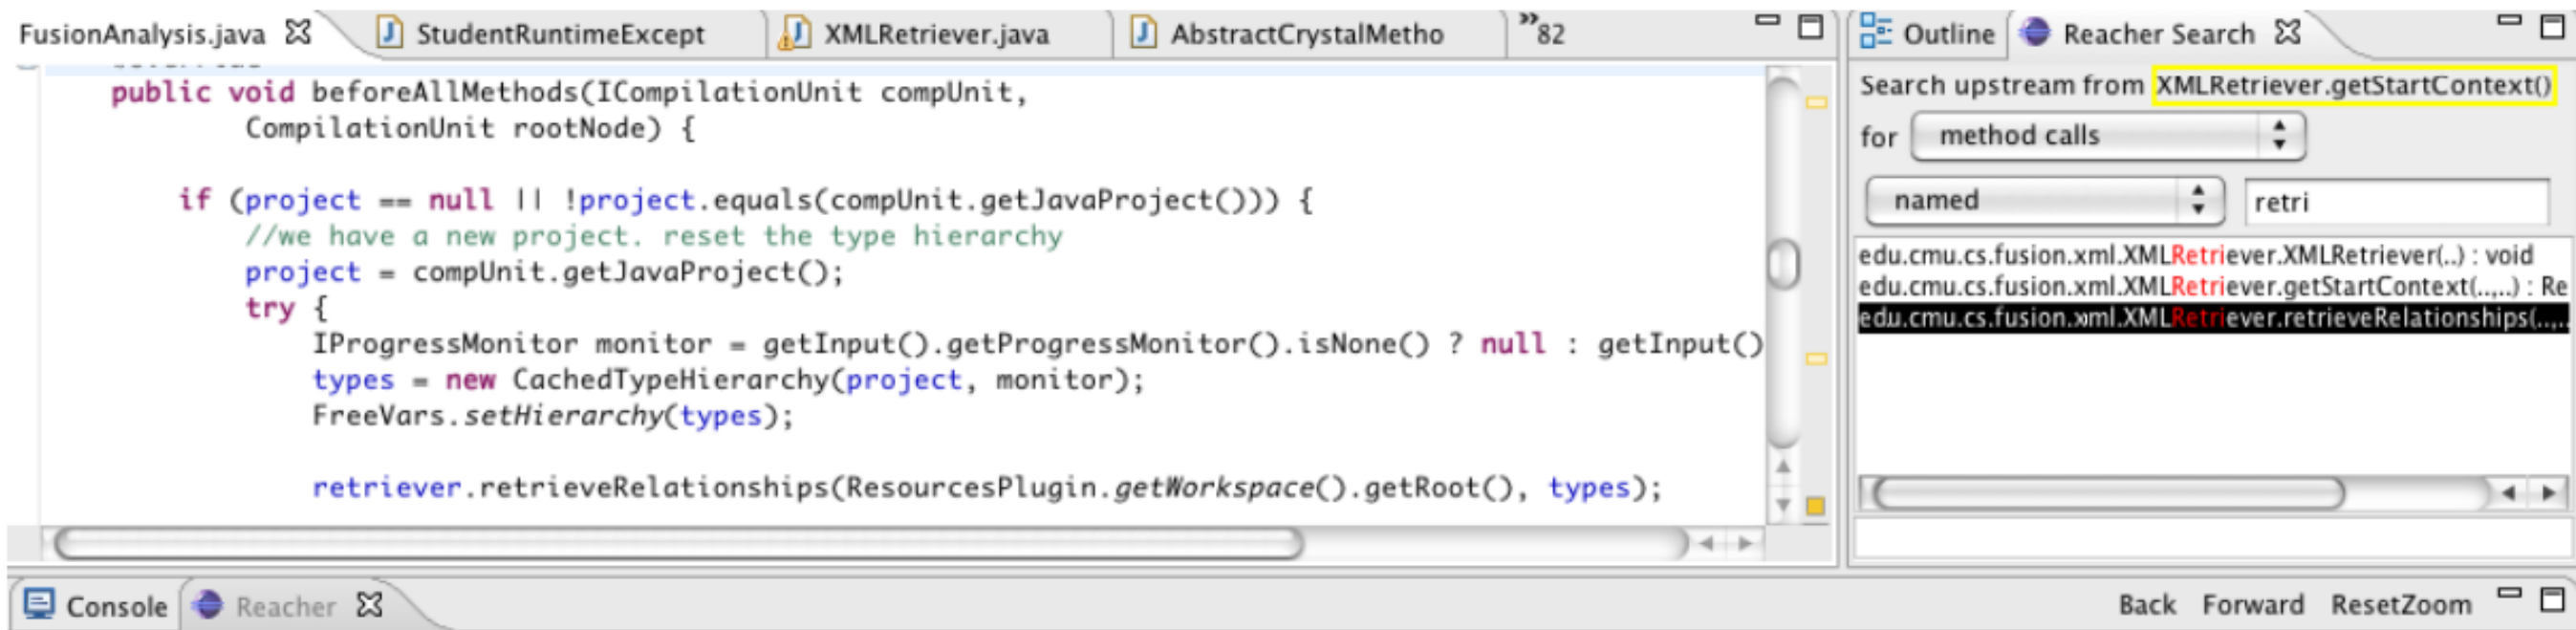 FusionAnalysis.java StudentRuntimeExcept XMLRetriever.java AbstractCrystalMetho »82
public void beforeAllMethods(ICompilationUnit compUnit,
CompilationUnit rootNode) {
if (project == null || !project.equals(compUnit.getJavaProject())) {
//we have a new project. reset the type hierarchy
project = compUnit.getJavaProject();
try {
IProgressMonitor monitor = getInput().getProgressMonitor().isNone() ? null : getInput()
types = new CachedTypeHierarchy(project, monitor);
FreeVars.setHierarchy(types);
retriever.retrieveRelationships(ResourcesPlugin.getWorkspace().getRoot(), types);
Outline Reacher Search
Search upstream from XMLRetriever.getStartContext()
for method calls
named retri
edu.cmu.cs.fusion.xml.XMLRetriever.XMLRetriever(..) : void
edu.cmu.cs.fusion.xml.XMLRetriever.getStartContext(..,..) : Re
edu.cmu.cs.fusion.xml.XMLRetriever.retrieveRelationships(..,..
Console Reacher Back Forward ResetZoom